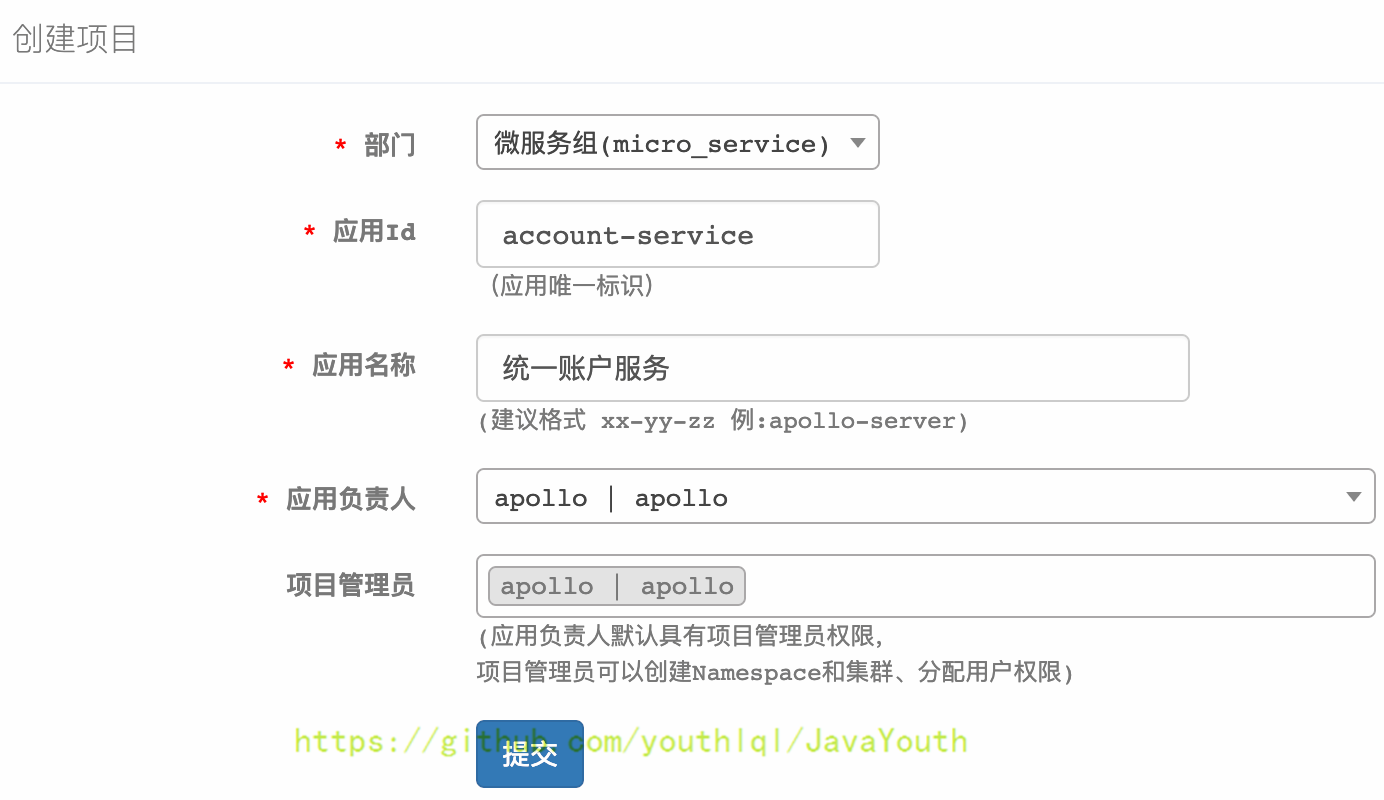 创建项目
* 部门 微服务组(micro_service)
* 应用Id account-service
(应用唯一标识)
* 应用名称 统一账户服务
(建议格式 xx-yy-zz 例:apollo-server)
* 应用负责人 apollo | apollo
项目管理员 apollo | apollo
(应用负责人默认具有项目管理员权限,
项目管理员可以创建Namespace和集群、分配用户权限)
https://github.com/youthlql/JavaYouth
提交